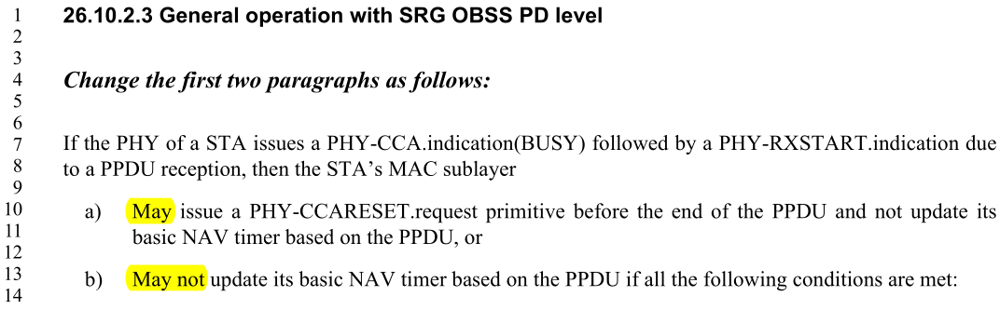 1 26.10.2.3 General operation with SRG OBSS PD level
2
3
4 Change the first two paragraphs as follows:
5
6
7 If the PHY of a STA issues a PHY-CCA.indication(BUSY) followed by a PHY-RXSTART.indication due
8 to a PPDU reception, then the STA’s MAC sublayer
9
10 a) May issue a PHY-CCARESET.request primitive before the end of the PPDU and not update its
11 basic NAV timer based on the PPDU, or
12
13 b) May not update its basic NAV timer based on the PPDU if all the following conditions are met:
14